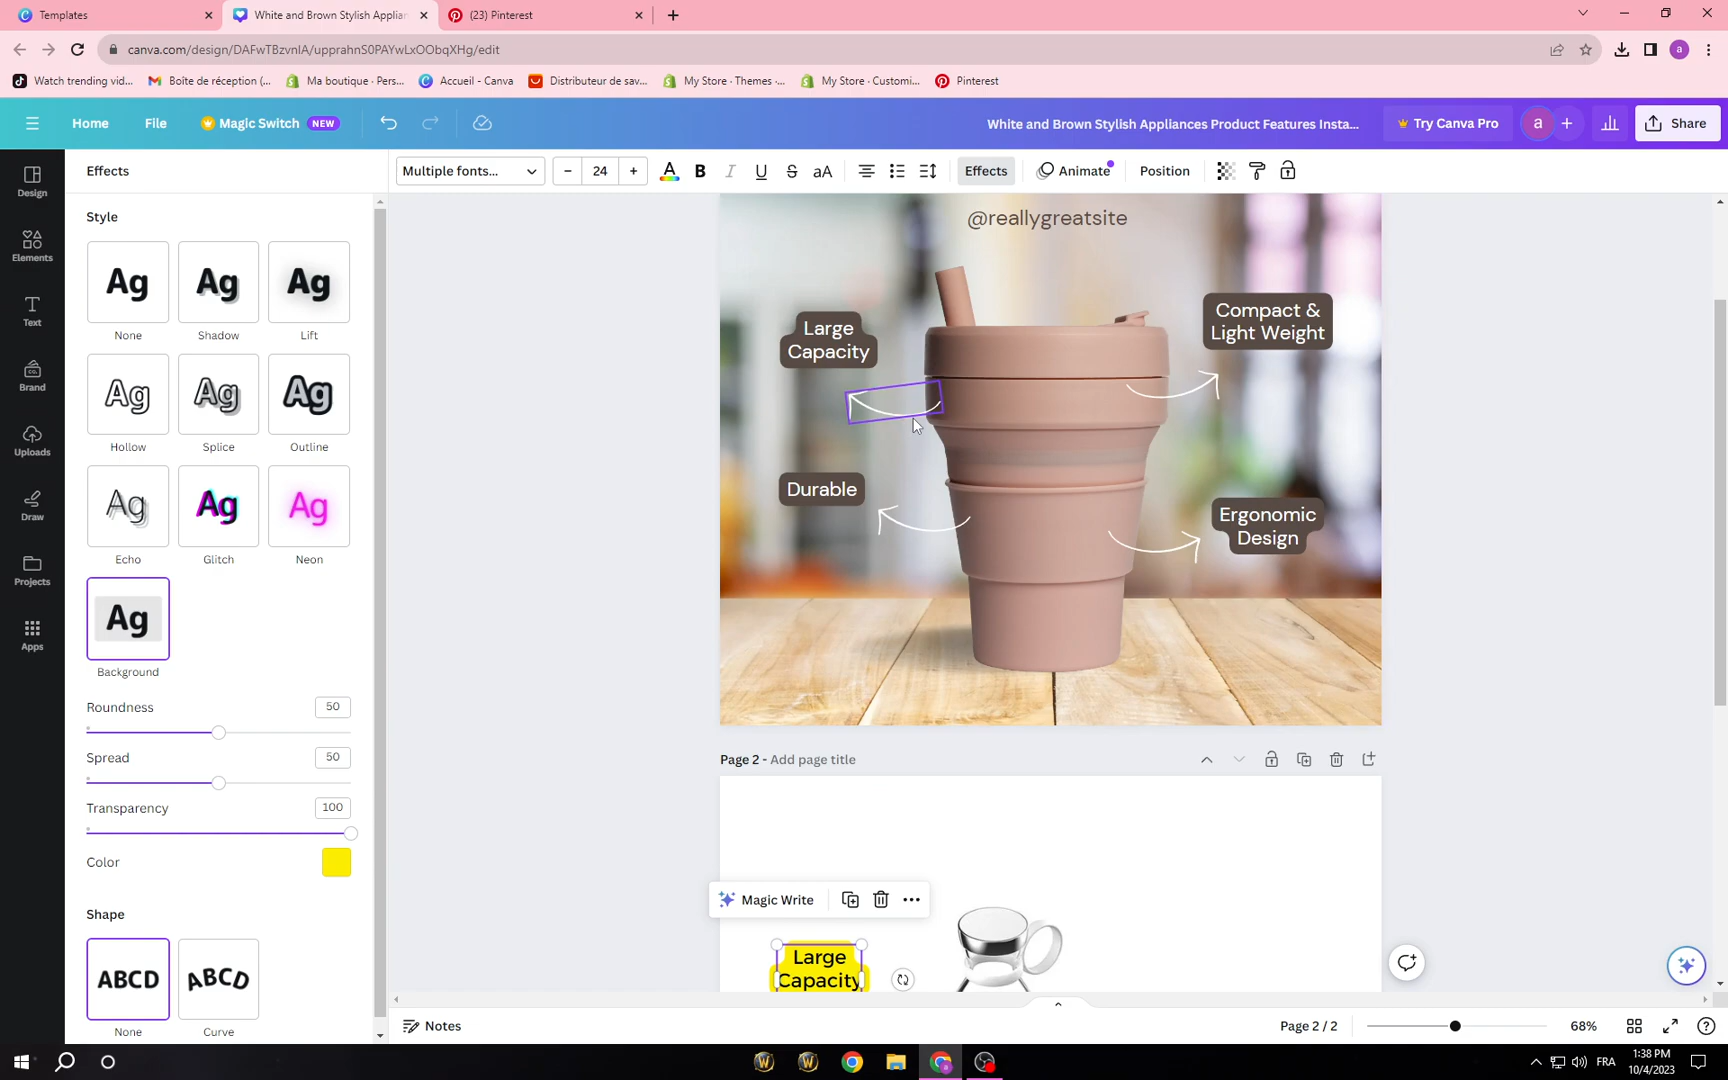 Templates
White and Brown Stylish Applian
(23) Pinterest
canva.com/design/DAFwTBzvnIA/upprahnS0PAYwLxOObqXHg/edit
a
Watch trending vid...
Boîte de réception (...
Ma boutique · Pers...
Accueil - Canva
Distributeur de sav...
My Store · Themes ·...
My Store · Customi...
Pinterest
Home
File
Magic Switch NEW
White and Brown Stylish Appliances Product Features Insta...
Try Canva Pro
a
Share
Design
Elements
Text
Brand
Uploads
Draw
Projects
Apps
Effects
Multiple fonts...
– 24 +
A B I U S aA
Effects
Animate
Position
Style
Ag Ag Ag
None Shadow Lift
Ag Ag Ag
Hollow Splice Outline
Ag Ag Ag
Echo Glitch Neon
Ag
Background
Roundness 50
Spread 50
Transparency 100
Color
Shape
ABCD ABCD
None Curve
@reallygreatsite
Large
Capacity
Compact &
Light Weight
Durable
Ergonomic
Design
Page 2 - Add page title
Magic Write
Large
Capacity
Notes
Page 2 / 2
68%
FRA
1:38 PM
10/4/2023